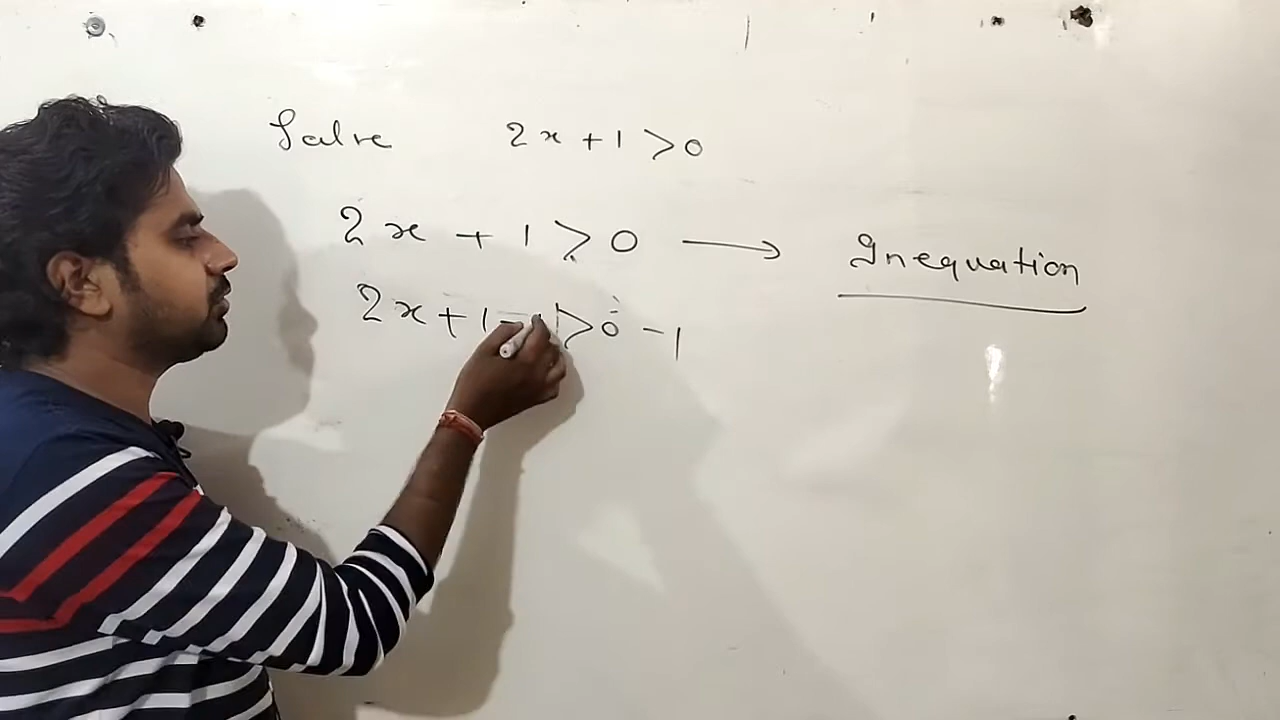 Solve 2x + 1 > 0
2x + 1 > 0 → Inequation
2x + 1 - 1 > 0 - 1